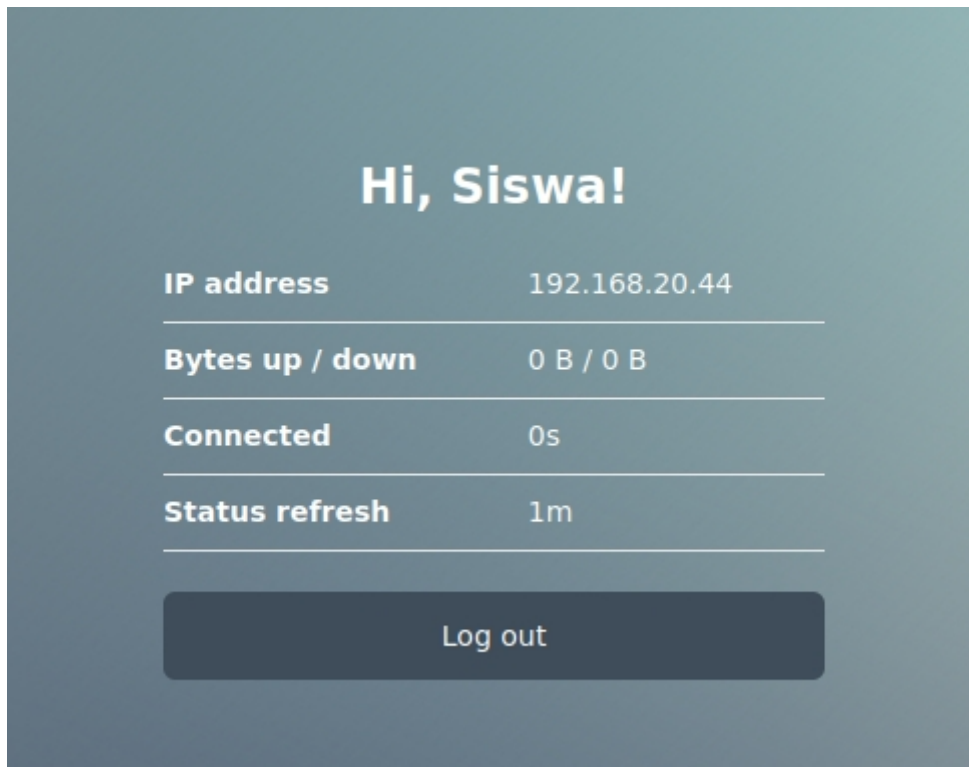 Hi, Siswa!
IP address 192.168.20.44
Bytes up / down 0 B / 0 B
Connected 0s
Status refresh 1m
Log out